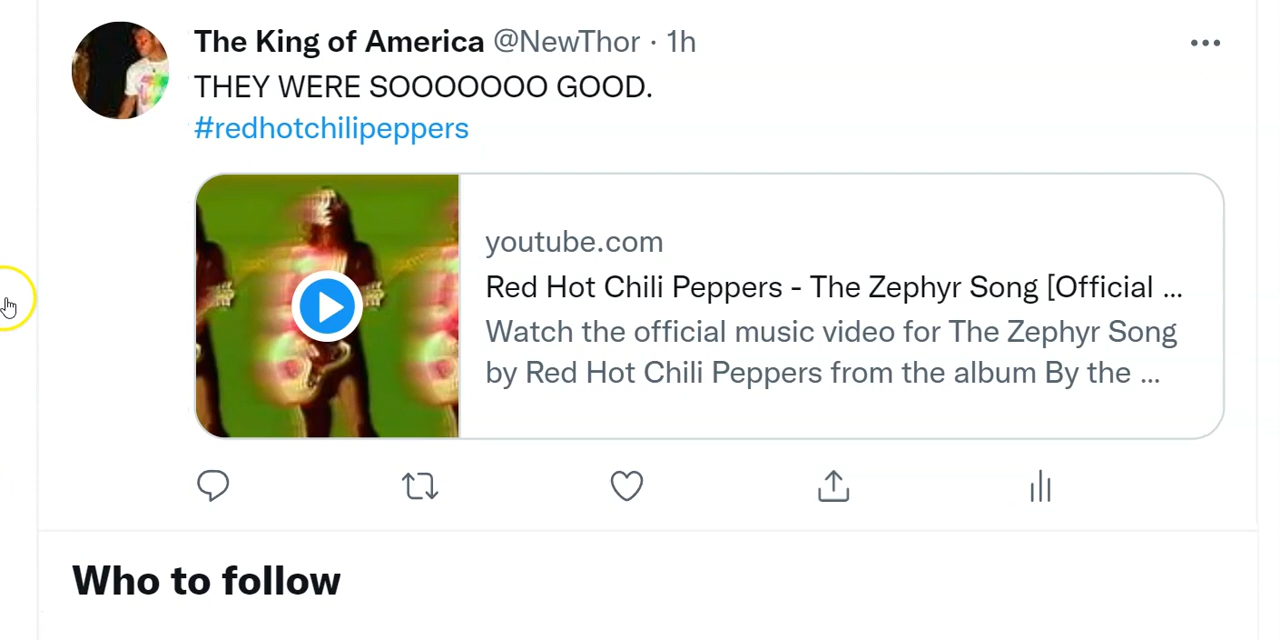 The King of America @NewThor · 1h
THEY WERE SOOOOOOO GOOD.
#redhotchilipeppers
youtube.com
Red Hot Chili Peppers - The Zephyr Song [Official ...
Watch the official music video for The Zephyr Song
by Red Hot Chili Peppers from the album By the ...
Who to follow